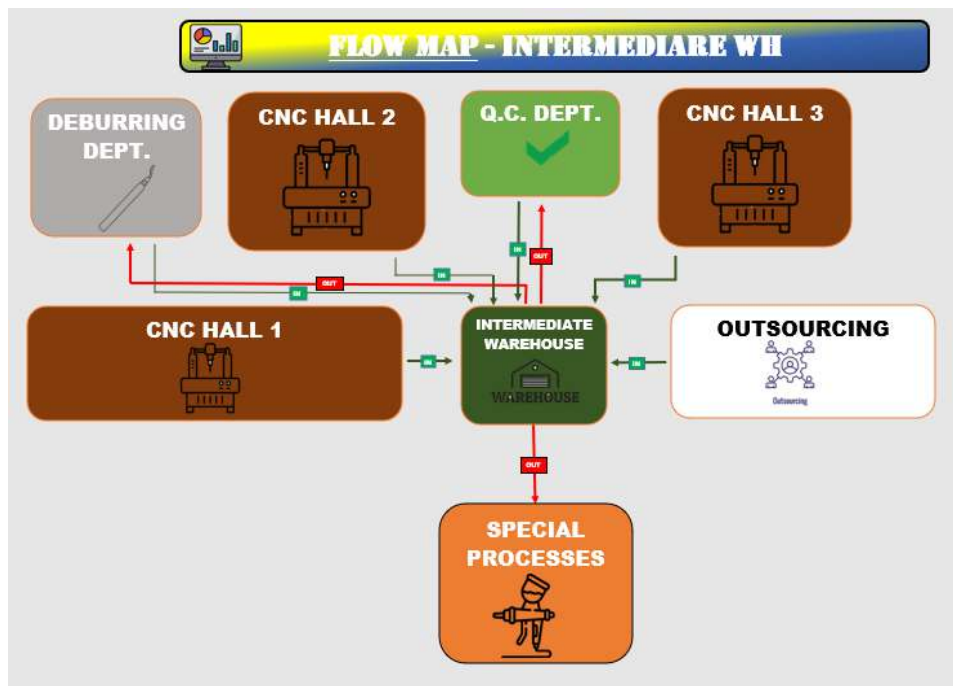 FLOW MAP - INTERMEDIARE WH
DEBURRING
DEPT.
CNC HALL 2
Q.C. DEPT.
CNC HALL 3
IN
OUT
IN
IN
OUT
IN
CNC HALL 1
IN
INTERMEDIATE
WAREHOUSE
WAREHOUSE
IN
OUTSOURCING
Outsourcing
OUT
SPECIAL
PROCESSES